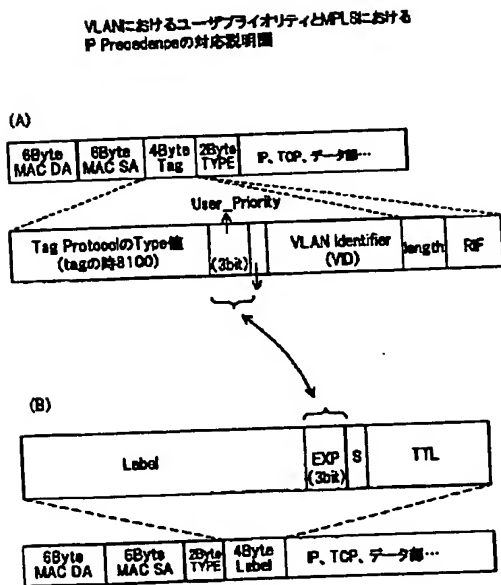 VLANにおけるユーザプライオリティとMPLSにおける
IP Precedenceの対応説明図
(A)
6Byte MAC DA
6Byte MAC SA
4Byte Tag
2Byte TYPE
IP、TCP、データ部…
User_Priority
Tag ProtocolのType値
(tagの時8100)
(3bit)
VLAN Identifier
(VID)
length
RIF
(B)
Label
EXP
(3bit)
S
TTL
6Byte MAC DA
6Byte MAC SA
2Byte TYPE
4Byte Label
IP、TCP、データ部…